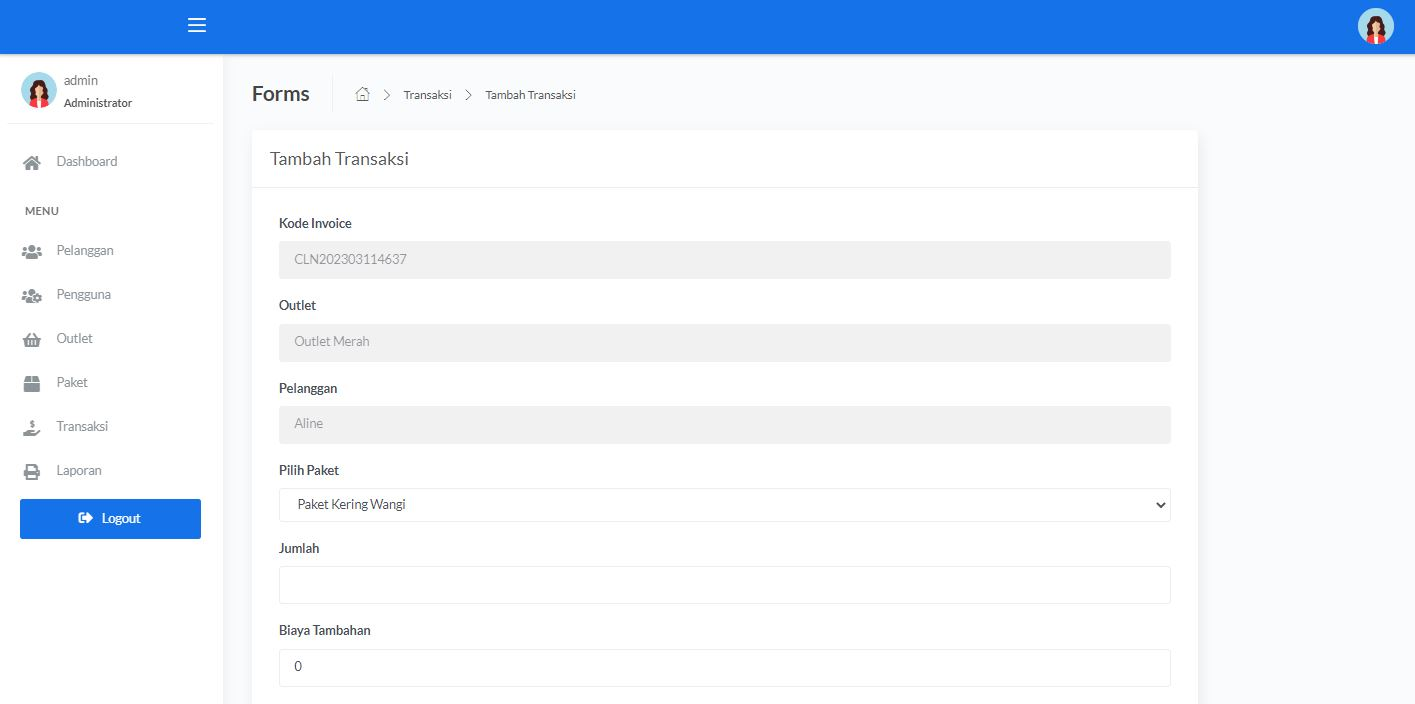 admin
Administrator
Dashboard
MENU
Pelanggan
Pengguna
Outlet
Paket
Transaksi
Laporan
Logout
Forms
Transaksi
Tambah Transaksi
Tambah Transaksi
Kode Invoice
CLN202303114637
Outlet
Outlet Merah
Pelanggan
Aline
Pilih Paket
Paket Kering Wangi
Jumlah
Biaya Tambahan
0